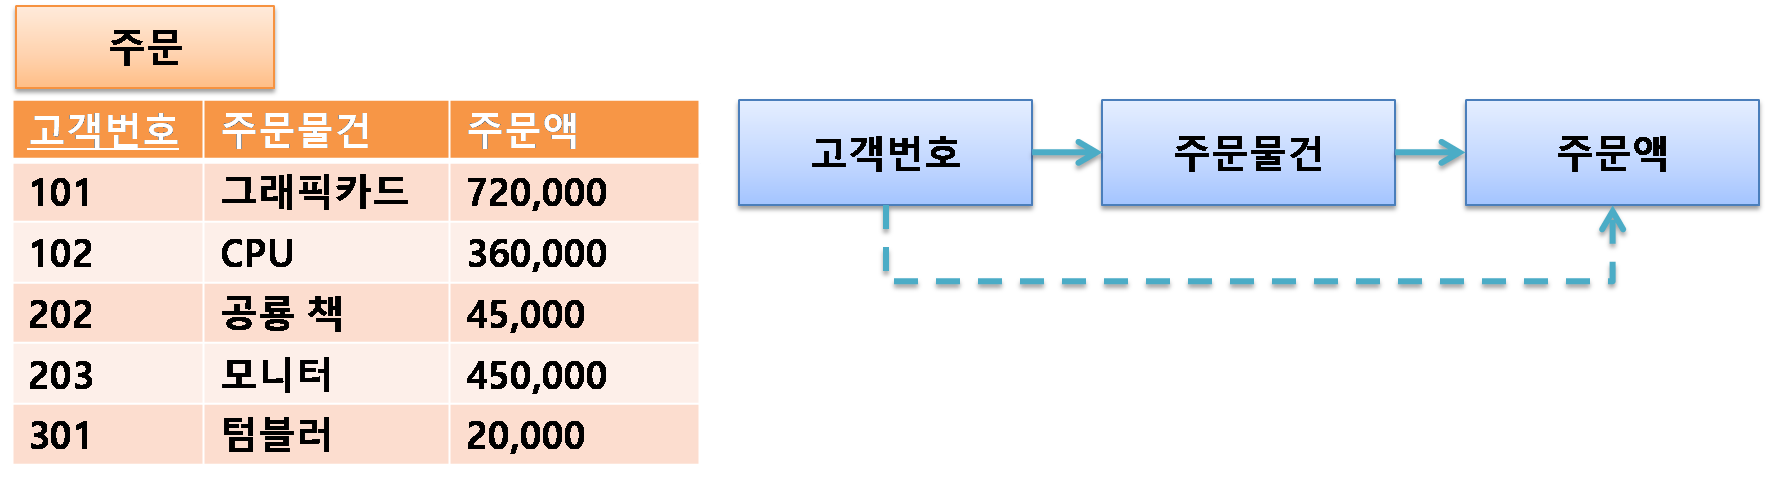 주문
고객번호 주문물건 주문액
101 그래픽카드 720,000
102 CPU 360,000
202 공룡 책 45,000
203 모니터 450,000
301 텀블러 20,000
고객번호 주문물건 주문액